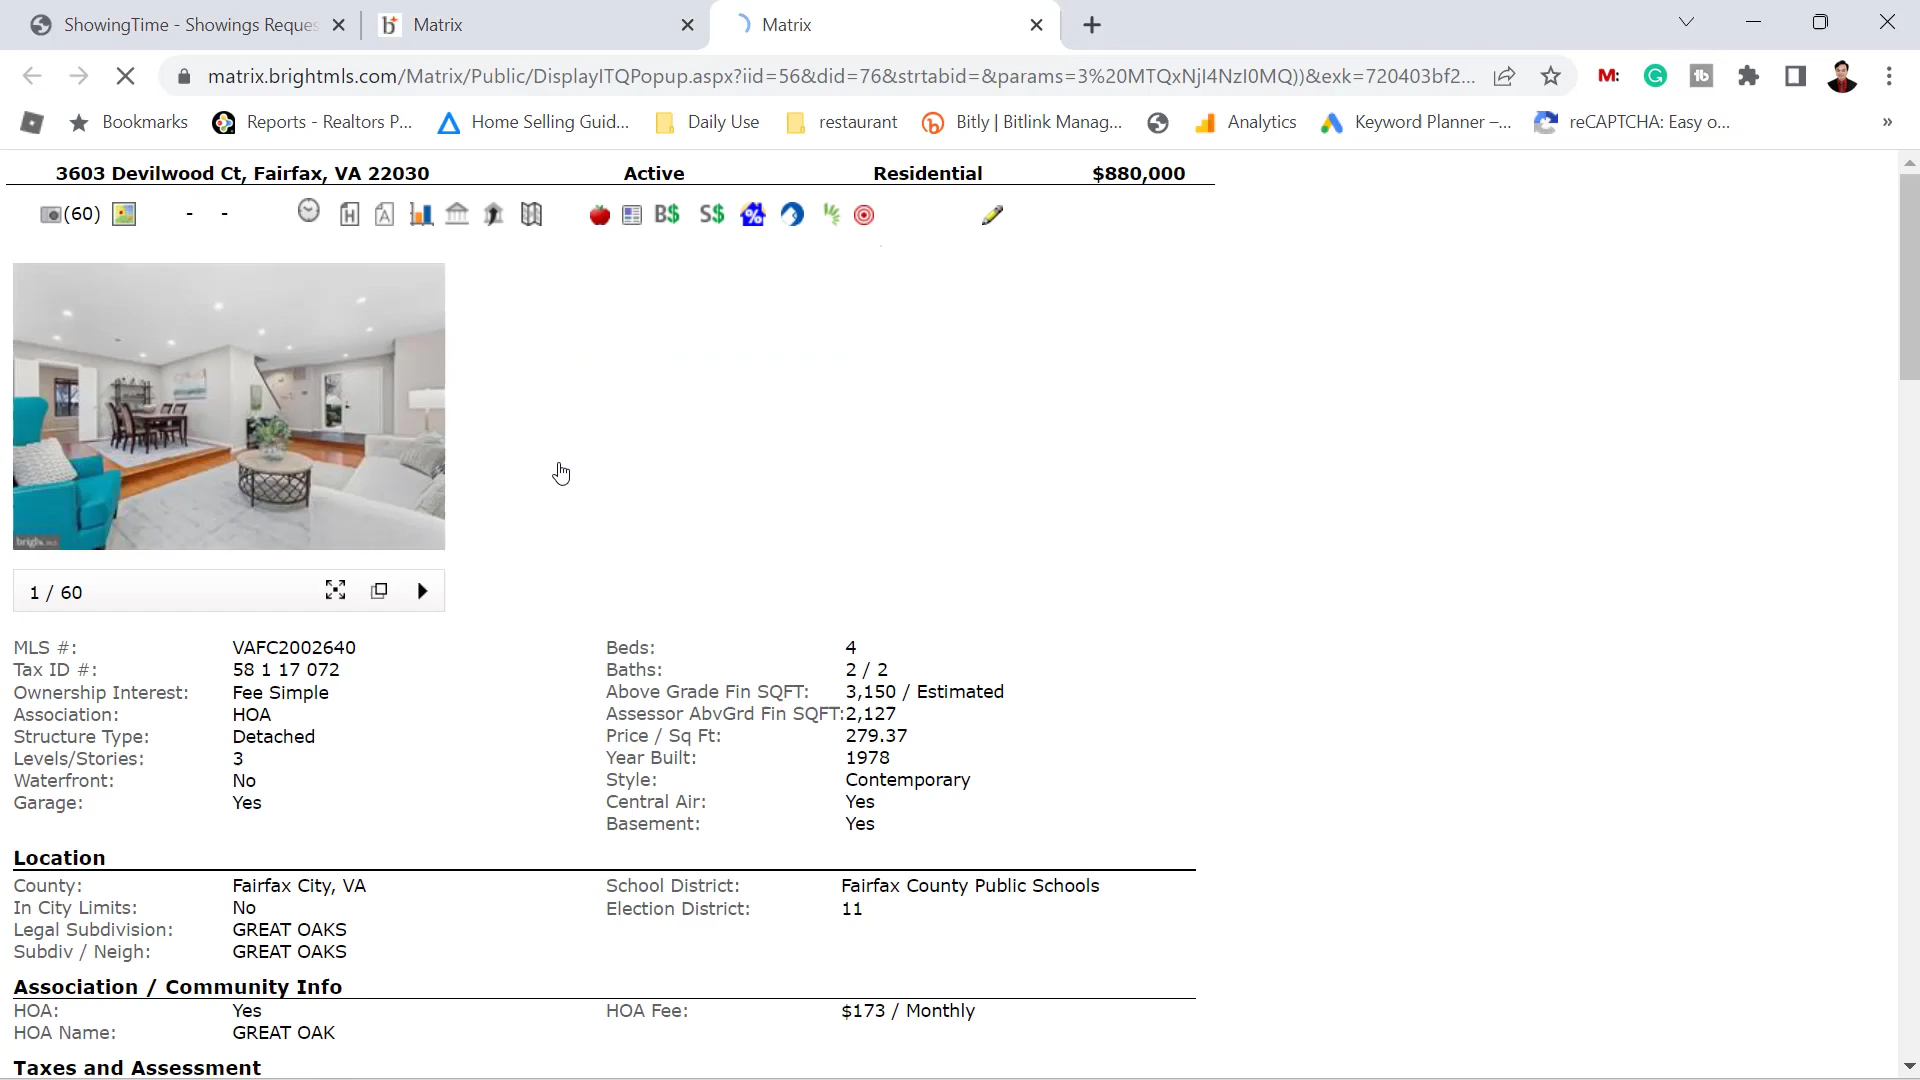 ShowingTime - Showings Reques
Matrix
Matrix
matrix.brightmls.com/Matrix/Public/DisplayITQPopup.aspx?iid=56&did=76&strtabid=&params=3%20MTQxNjI4NzI0MQ))&exk=720403bf2...
M:
Bookmarks
Reports - Realtors P...
Home Selling Guid...
Daily Use
restaurant
Bitly | Bitlink Manag...
Analytics
Keyword Planner –...
reCAPTCHA: Easy o...
»
3603 Devilwood Ct, Fairfax, VA 22030 Active Residential $880,000
(60) - - H A B$ S$ %
bright MLS
1 / 60
MLS #: VAFC2002640 Beds: 4
Tax ID #: 58 1 17 072 Baths: 2 / 2
Ownership Interest: Fee Simple Above Grade Fin SQFT: 3,150 / Estimated
Association: HOA Assessor AbvGrd Fin SQFT: 2,127
Structure Type: Detached Price / Sq Ft: 279.37
Levels/Stories: 3 Year Built: 1978
Waterfront: No Style: Contemporary
Garage: Yes Central Air: Yes
Basement: Yes
Location
County: Fairfax City, VA School District: Fairfax County Public Schools
In City Limits: No Election District: 11
Legal Subdivision: GREAT OAKS
Subdiv / Neigh: GREAT OAKS
Association / Community Info
HOA: Yes HOA Fee: $173 / Monthly
HOA Name: GREAT OAK
Taxes and Assessment